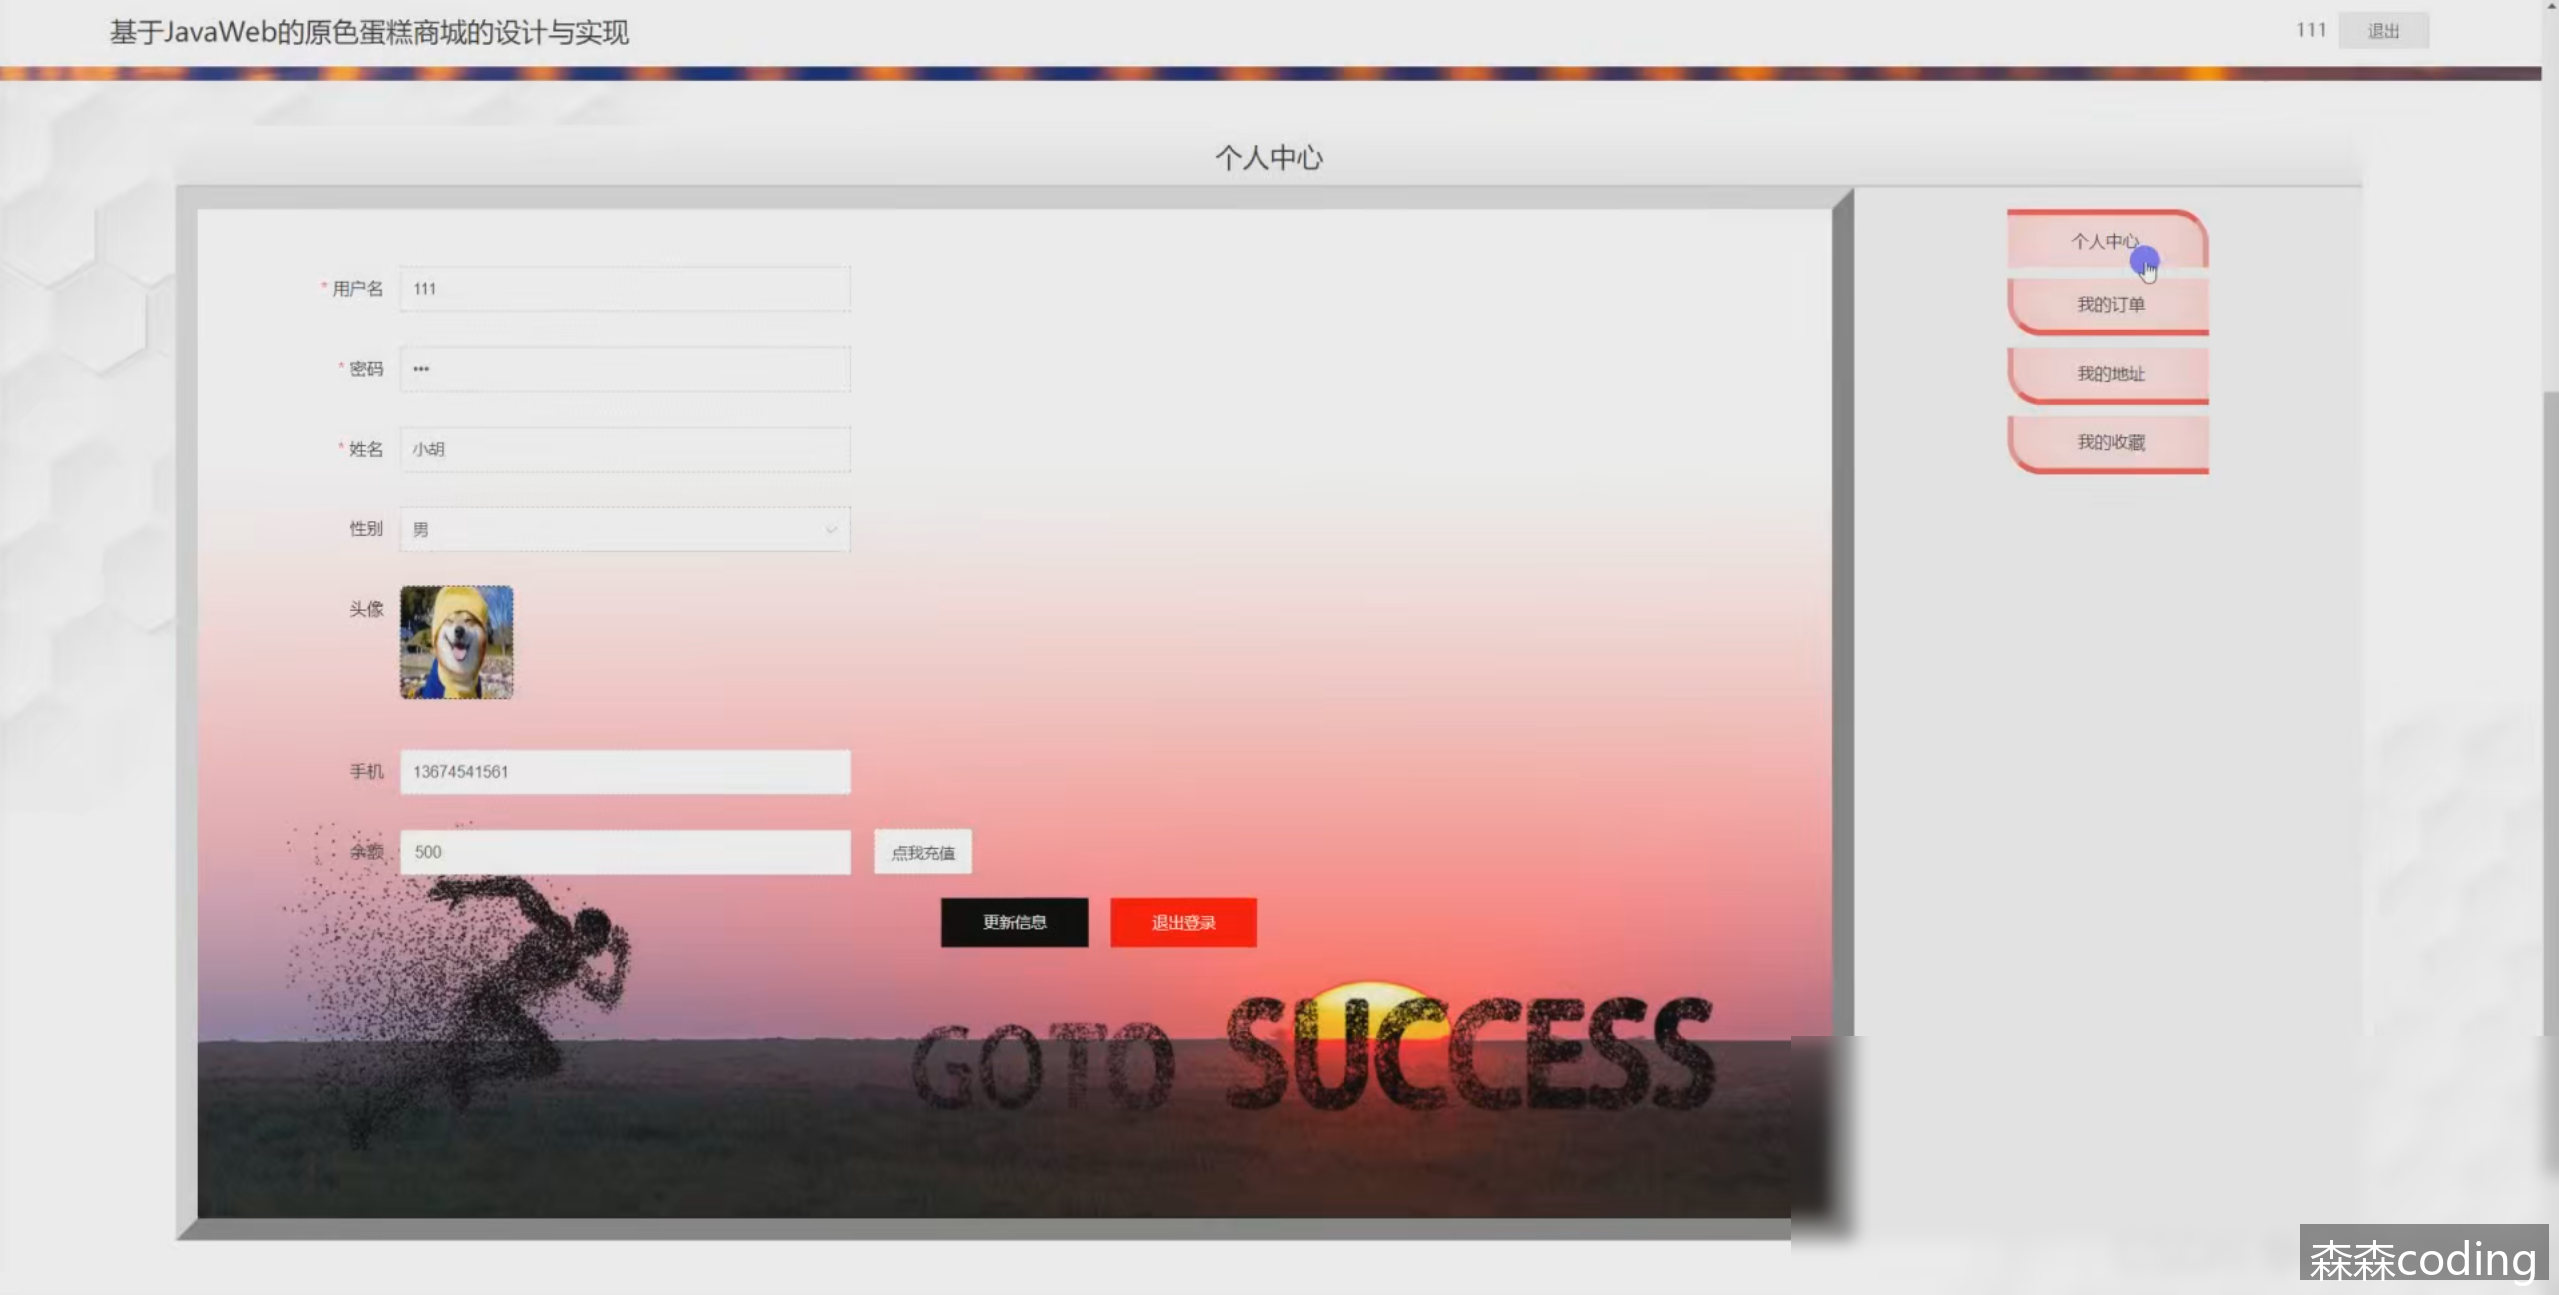 基于JavaWeb的原色蛋糕商城的设计与实现
111 退出
个人中心
* 用户名 111
* 密码 •••
* 姓名 小胡
性别 男
头像
手机 13674541561
余额 500 点我充值
更新信息 退出登录
GOTO SUCCESS
个人中心
我的订单
我的地址
我的收藏
森森coding